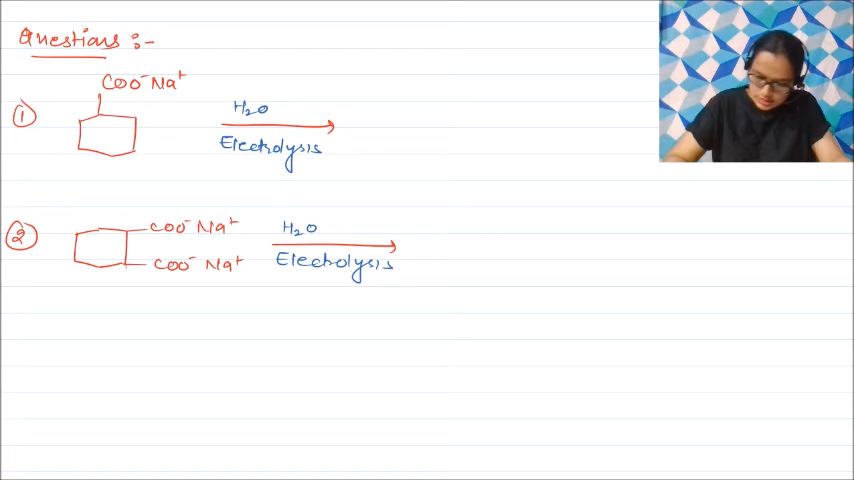 Questions :-
COO⁻Na⁺
① H₂O
Electrolysis
② COO⁻ Na⁺ H₂O
COO⁻ Na⁺ Electrolysis